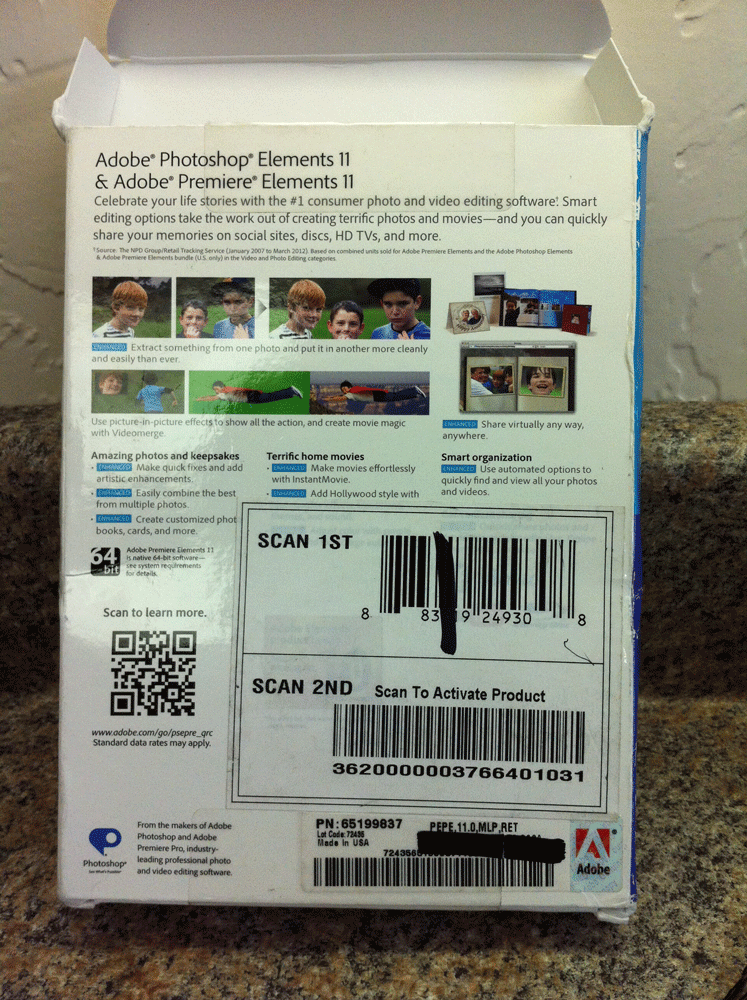 Adobe® Photoshop® Elements 11
& Adobe® Premiere® Elements 11
Celebrate your life stories with the #1 consumer photo and video editing software¹. Smart
editing options take the work out of creating terrific photos and movies—and you can quickly
share your memories on social sites, discs, HD TVs, and more.
¹Source: The NPD Group/Retail Tracking Service (January 2007 to March 2012). Based on combined units sold for Adobe Premiere Elements and the Adobe Photoshop Elements
& Adobe Premiere Elements bundle (U.S. only) in the Video and Photo Editing categories.
ENHANCED Extract something from one photo and put it in another more cleanly
and easily than ever.
Use picture-in-picture effects to show all the action, and create movie magic
with Videomerge.
ENHANCED Share virtually any way,
anywhere.
Amazing photos and keepsakes
• ENHANCED Make quick fixes and add
artistic enhancements.
• ENHANCED Easily combine the best
from multiple photos.
• ENHANCED Create customized phot
books, cards, and more.
Terrific home movies
• ENHANCED Make movies effortlessly
with InstantMovie.
• ENHANCED Add Hollywood style with
Smart organization
ENHANCED Use automated options to
quickly find and view all your photos
and videos.
64
bit
Adobe Premiere Elements 11
is native 64-bit software—
see system requirements
for details.
Scan to learn more.
www.adobe.com/go/psepre_qrc
Standard data rates may apply.
SCAN 1ST
8 83 19 24930 8
SCAN 2ND Scan To Activate Product
3620000003766401031
Photoshop®
See What's Possible™
From the makers of Adobe
Photoshop and Adobe
Premiere Pro, industry-
leading professional photo
and video editing software.
PN:65199837 PEPE,11.0,MLP,RET
Lot Code: 72436
Made in USA
Adobe